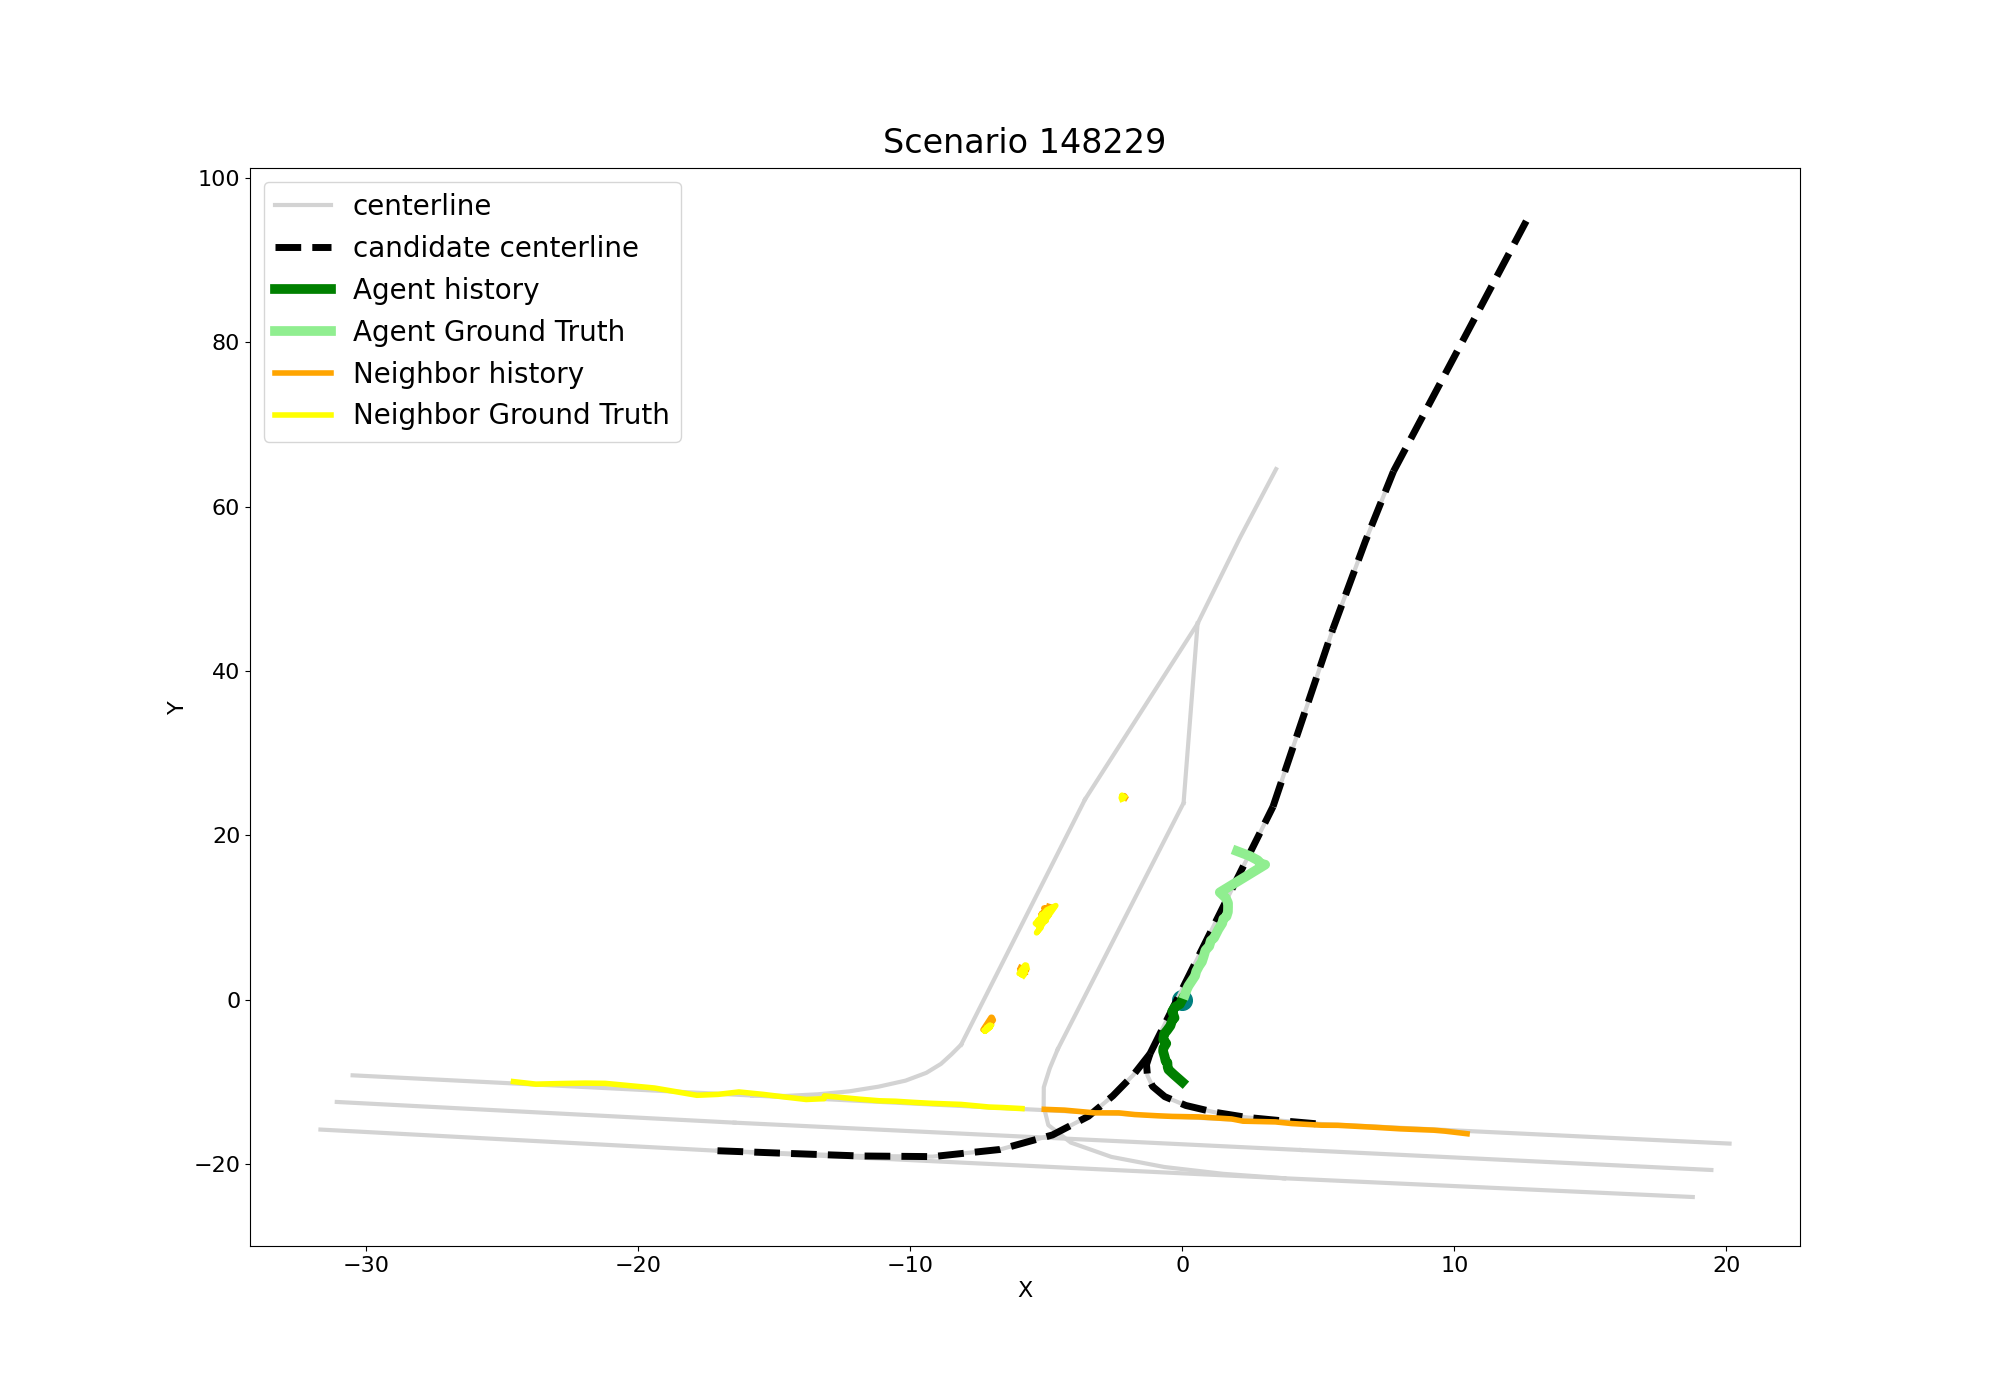 Scenario 148229
100
80
60
40
20
0
−20
Y
centerline
candidate centerline
Agent history
Agent Ground Truth
Neighbor history
Neighbor Ground Truth
−30 −20 −10 0 10 20
X